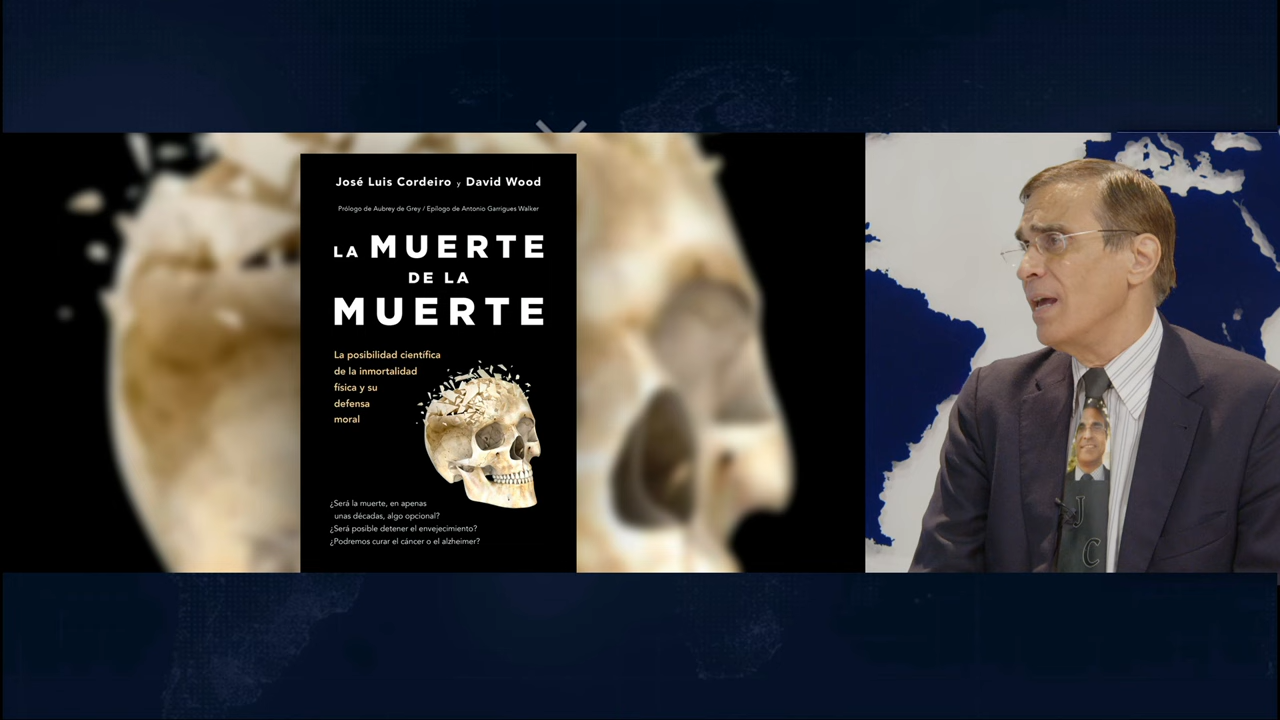 José Luis Cordeiro y David Wood
Prólogo de Aubrey de Grey / Epílogo de Antonio Garrigues Walker
LA MUERTE
DE LA
MUERTE
La posibilidad científica
de la inmortalidad
física y su
defensa
moral
¿Será la muerte, en apenas
unas décadas, algo opcional?
¿Será posible detener el envejecimiento?
¿Podremos curar el cáncer o el alzheimer?
J
C